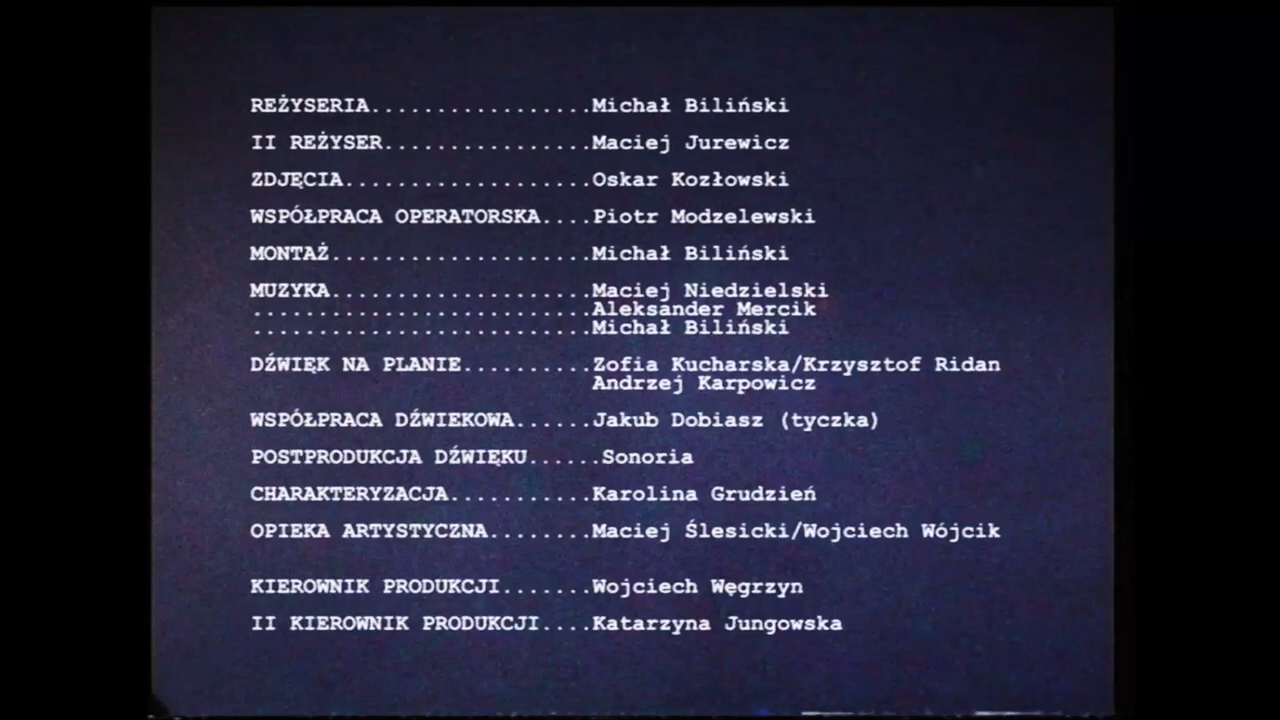 REŻYSERIA.................Michał Biliński
II REŻYSER................Maciej Jurewicz
ZDJĘCIA...................Oskar Kozłowski
WSPÓŁPRACA OPERATORSKA....Piotr Modzelewski
MONTAŻ....................Michał Biliński
MUZYKA....................Maciej Niedzielski
..........................Aleksander Mercik
..........................Michał Biliński
DŹWIĘK NA PLANIE..........Zofia Kucharska/Krzysztof Ridan
Andrzej Karpowicz
WSPÓŁPRACA DŹWIEKOWA......Jakub Dobiasz (tyczka)
POSTPRODUKCJA DŹWIĘKU......Sonoria
CHARAKTERYZACJA...........Karolina Grudzień
OPIEKA ARTYSTYCZNA........Maciej Ślesicki/Wojciech Wójcik
KIEROWNIK PRODUKCJI.......Wojciech Węgrzyn
II KIEROWNIK PRODUKCJI....Katarzyna Jungowska